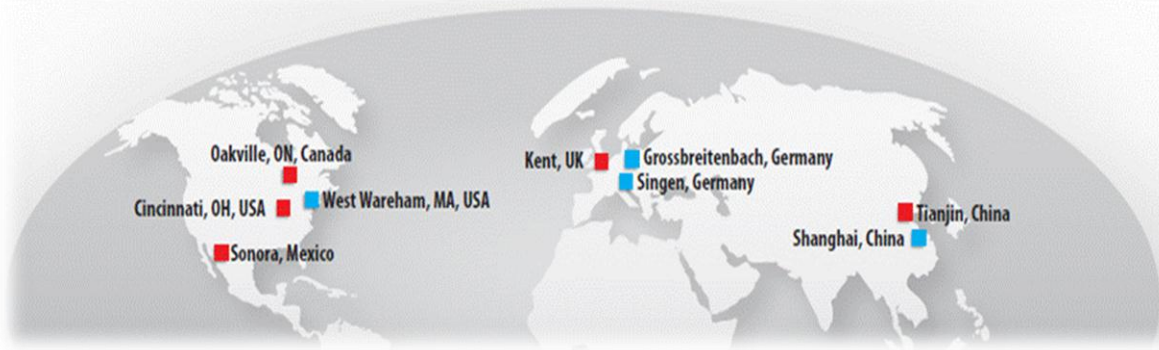 Oakville, ON, Canada
Cincinnati, OH, USA
West Wareham, MA, USA
Sonora, Mexico
Kent, UK
Grossbreitenbach, Germany
Singen, Germany
Tianjin, China
Shanghai, China